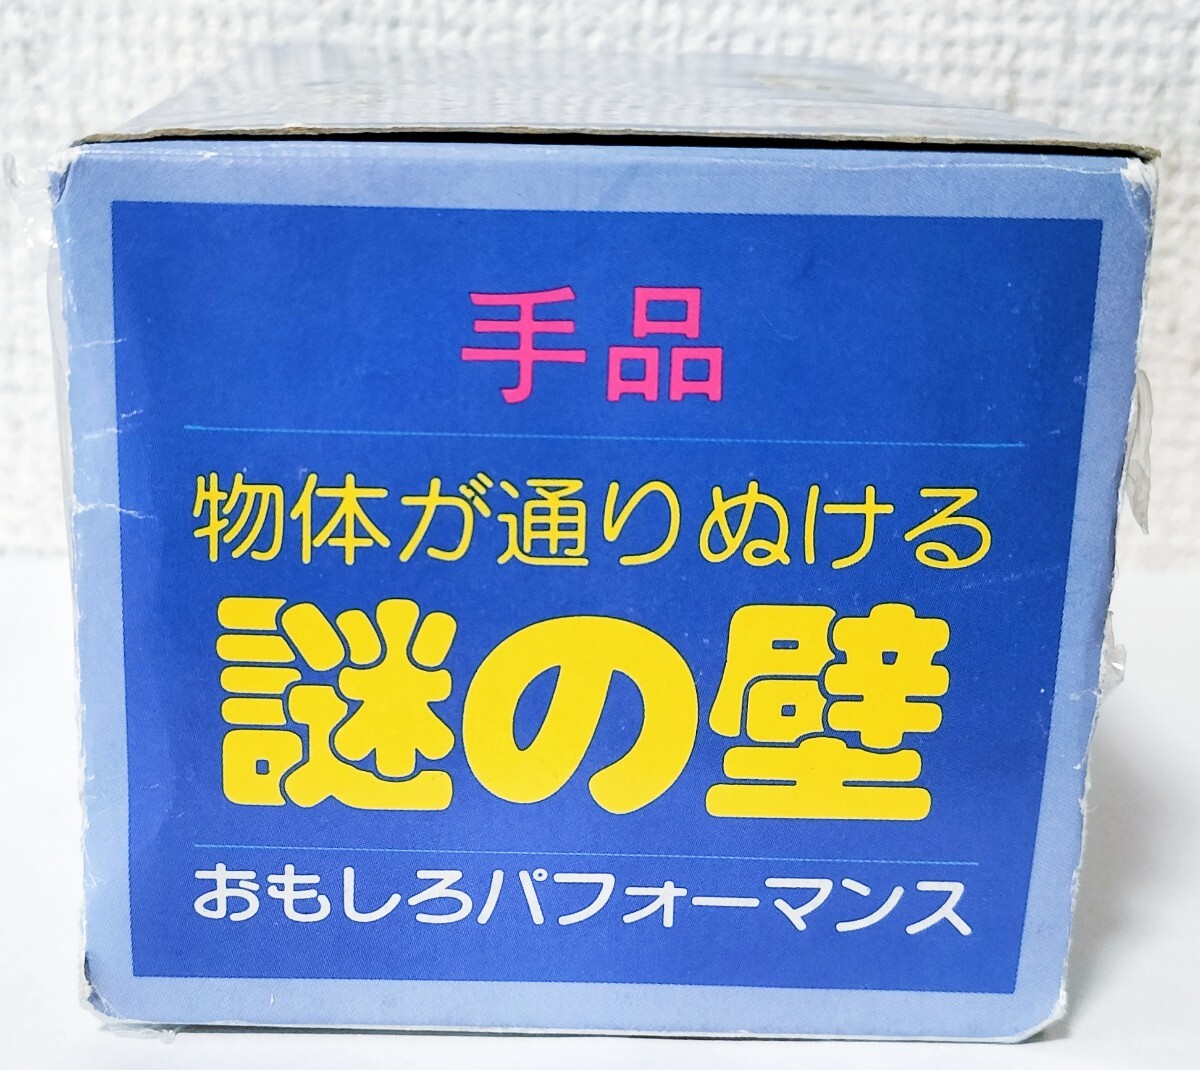 手品
物体が通りぬける
謎の壁
おもしろパフォーマンス